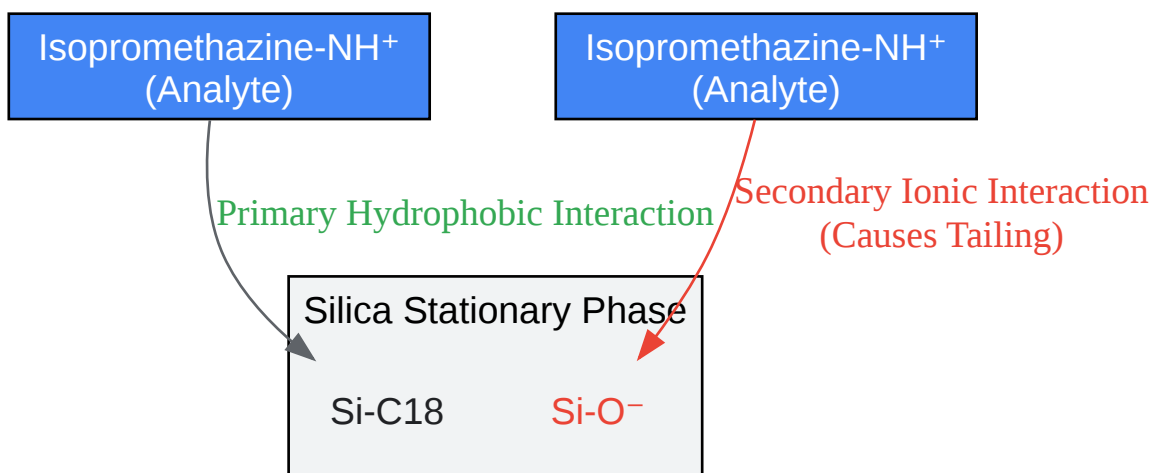 Isopromethazine-NH⁺
(Analyte)
Isopromethazine-NH⁺
(Analyte)
Primary Hydrophobic Interaction
Secondary Ionic Interaction
(Causes Tailing)
Silica Stationary Phase
Si-C18
Si-O⁻